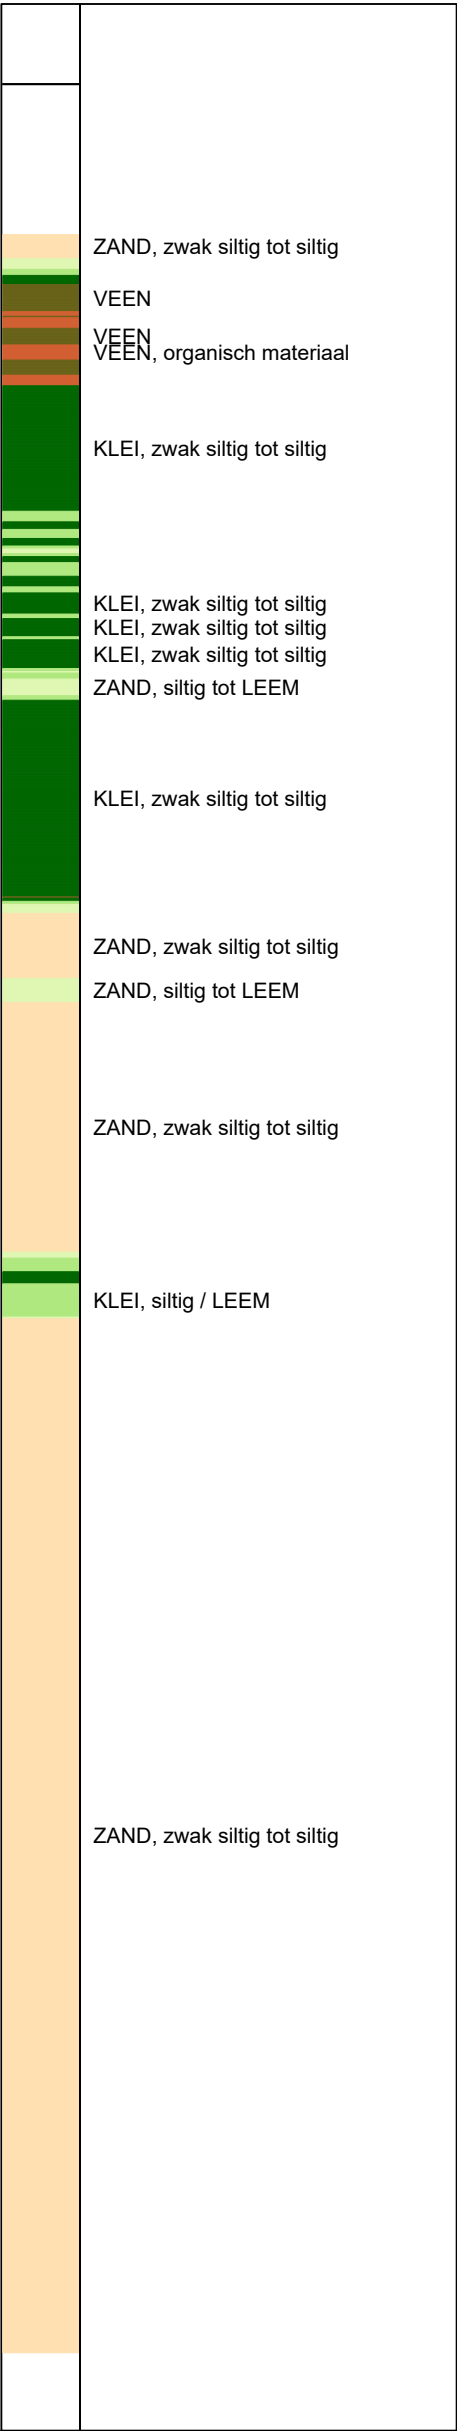 ZAND, zwak siltig tot siltig
VEEN
VEEN
VEEN, organisch materiaal
KLEI, zwak siltig tot siltig
KLEI, zwak siltig tot siltig
KLEI, zwak siltig tot siltig
KLEI, zwak siltig tot siltig
ZAND, siltig tot LEEM
KLEI, zwak siltig tot siltig
ZAND, zwak siltig tot siltig
ZAND, siltig tot LEEM
ZAND, zwak siltig tot siltig
KLEI, siltig / LEEM
ZAND, zwak siltig tot siltig